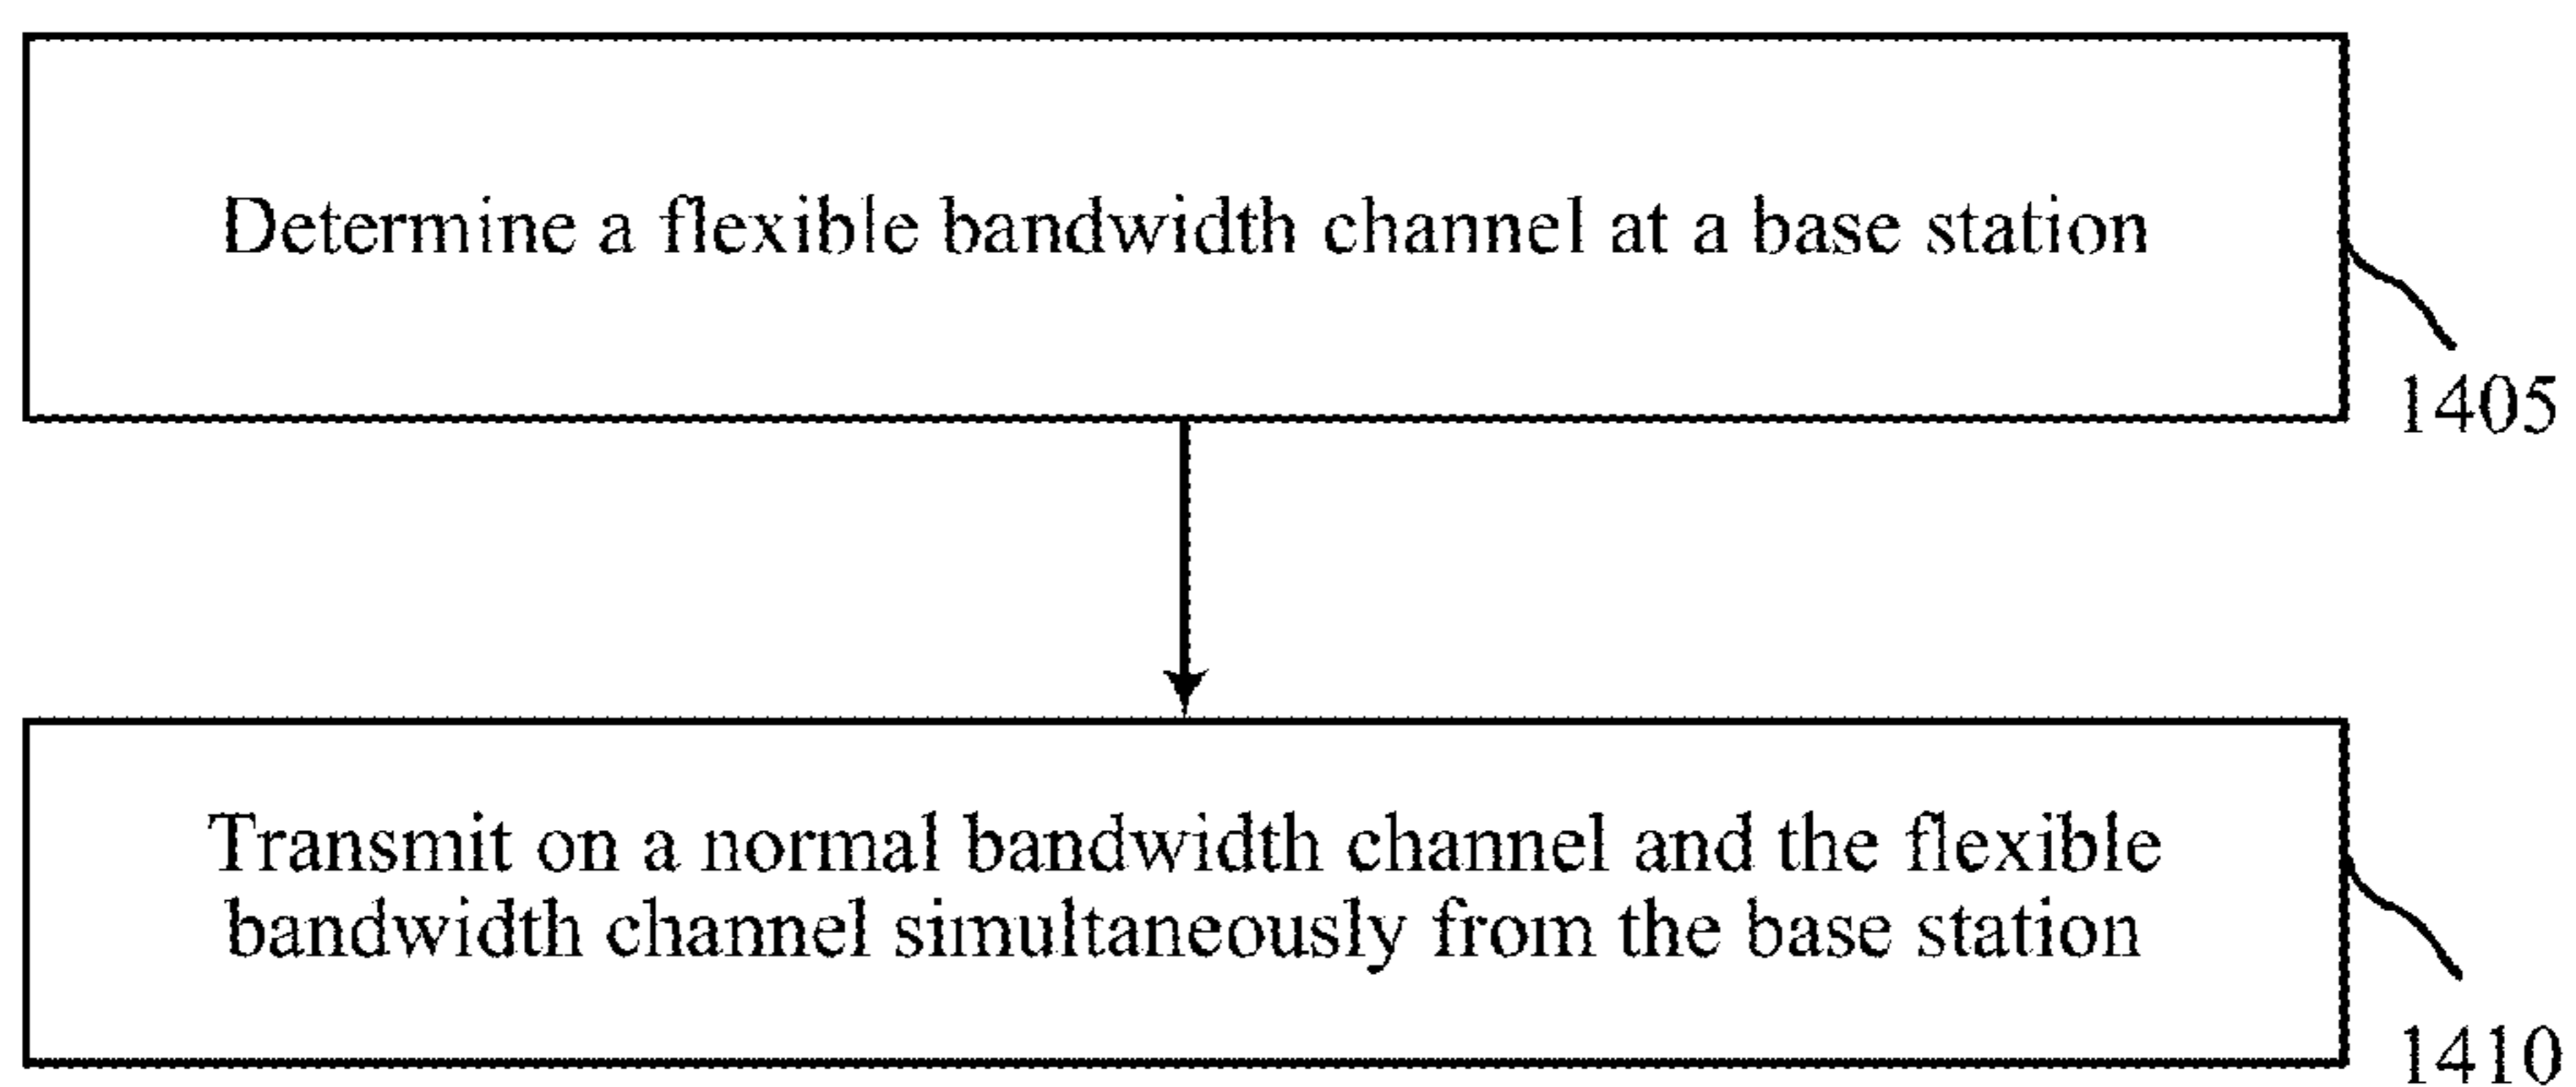 Determine a flexible bandwidth channel at a base station
1405
Transmit on a normal bandwidth channel and the flexible
bandwidth channel simultaneously from the base station
1410